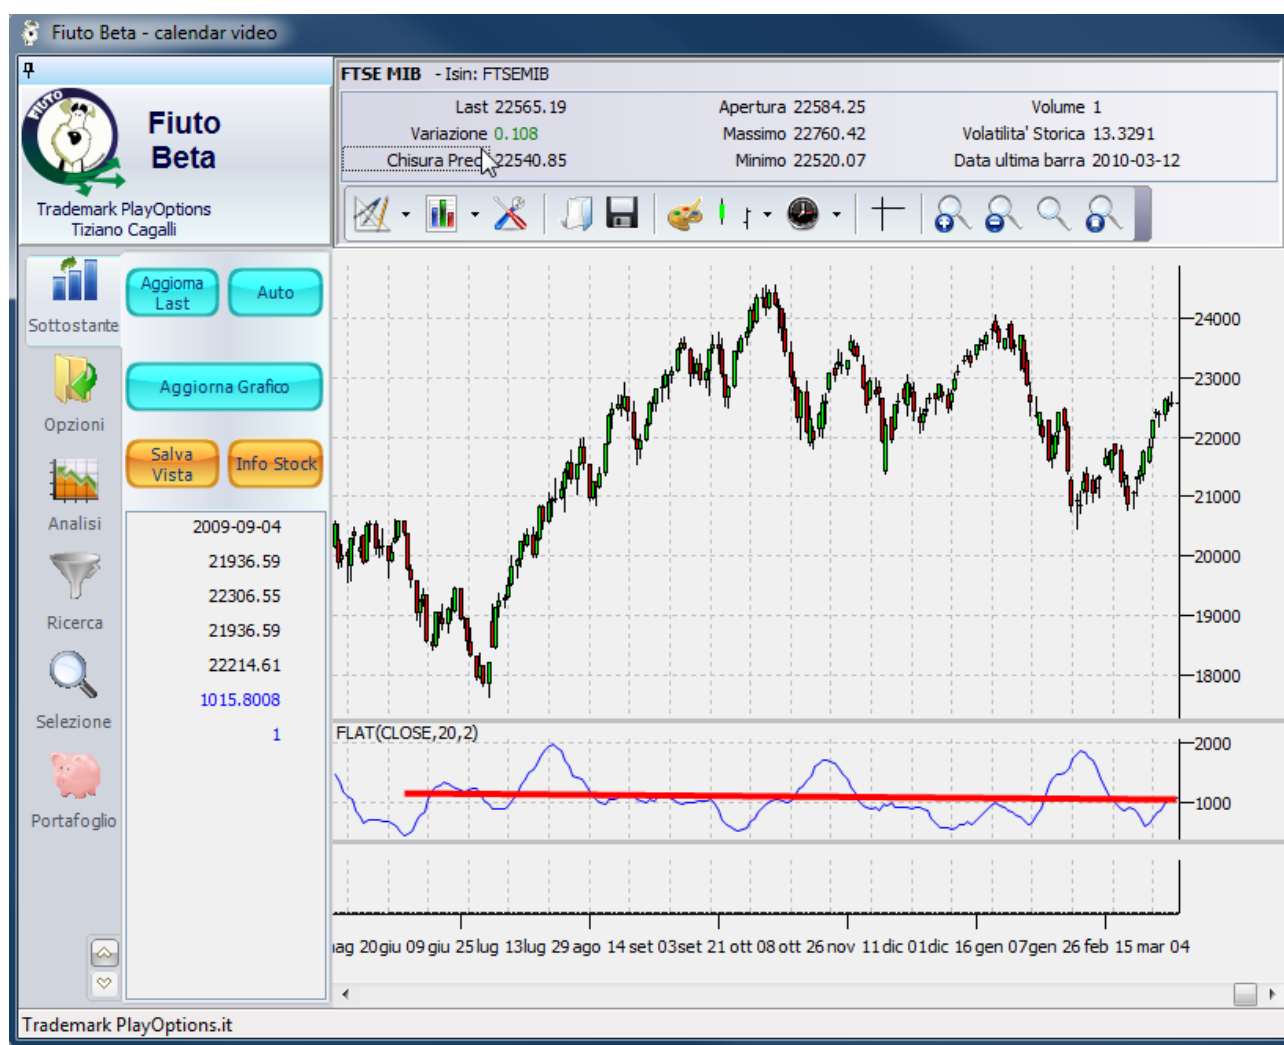 Fiuto Beta - calendar video
FIUTO
Fiuto
Beta
Trademark PlayOptions
Tiziano Cagalli
FTSE MIB - Isin: FTSEMIB
Last 22565.19 Apertura 22584.25 Volume 1
Variazione 0.108 Massimo 22760.42 Volatilita' Storica 13.3291
Chisura Prec 22540.85 Minimo 22520.07 Data ultima barra 2010-03-12
Sottostante
Opzioni
Analisi
Ricerca
Selezione
Portafoglio
Aggiorna
Last
Auto
Aggiorna Grafico
Salva
Vista
Info Stock
2009-09-04
21936.59
22306.55
21936.59
22214.61
1015.8008
1
24000
23000
22000
21000
20000
19000
18000
FLAT(CLOSE,20,2)
2000
1000
ag 20 giu 09 giu 25 lug 13 lug 29 ago 14 set 03 set 21 ott 08 ott 26 nov 11 dic 01 dic 16 gen 07 gen 26 feb 15 mar 04
Trademark PlayOptions.it